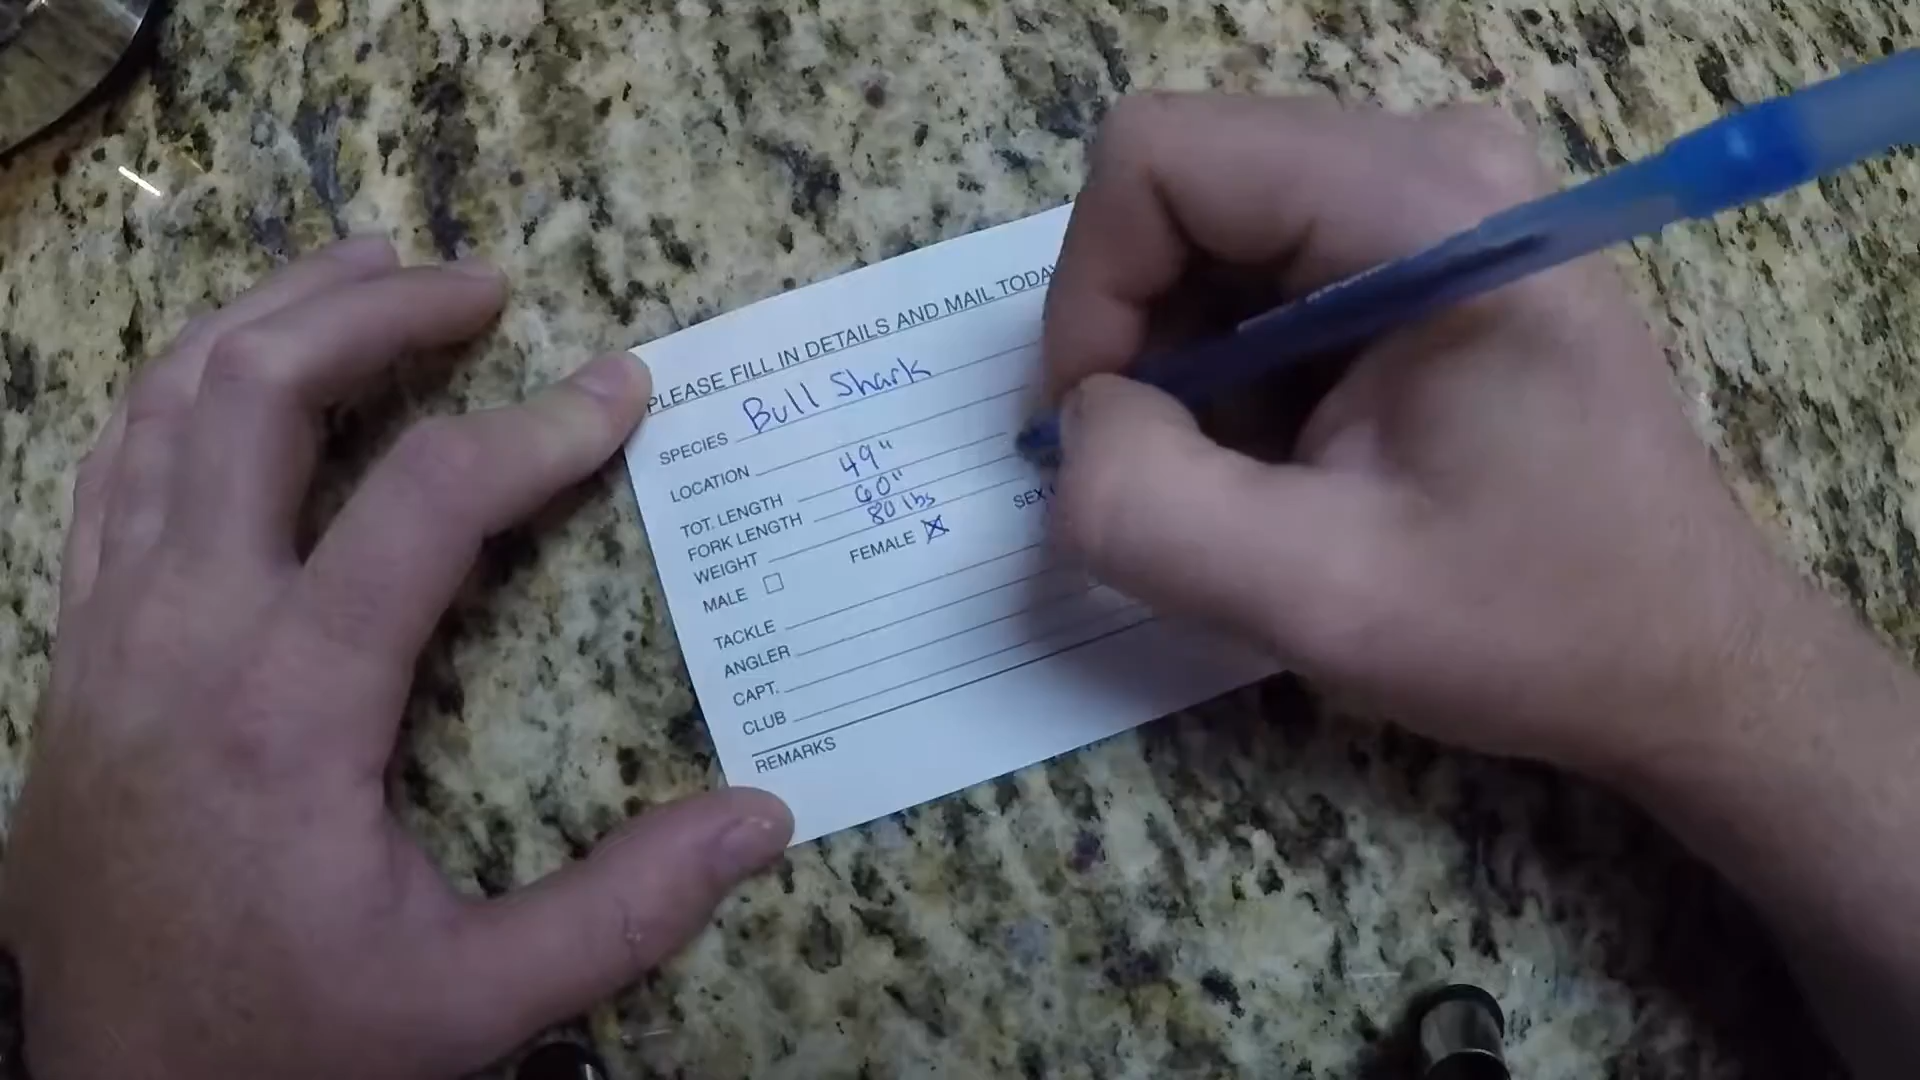 PLEASE FILL IN DETAILS AND MAIL TODAY
SPECIES Bull Shark
LOCATION
TOT. LENGTH 49"
FORK LENGTH 60"
WEIGHT 80 lbs
MALE FEMALE SEX
TACKLE
ANGLER
CAPT.
CLUB
REMARKS